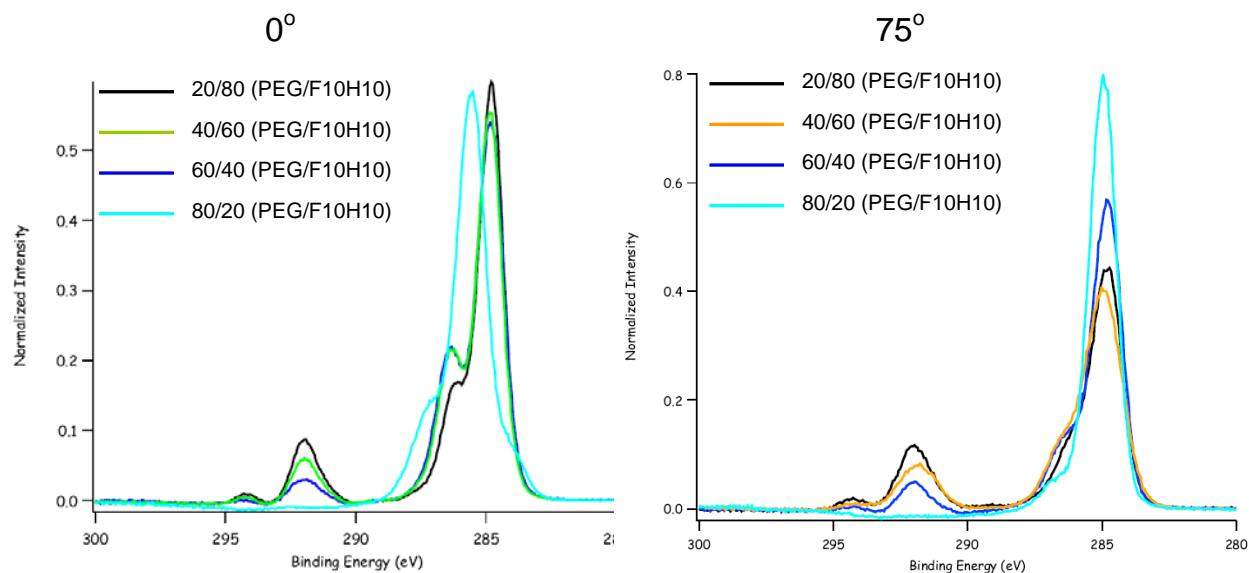 0°
20/80 (PEG/F10H10)
40/60 (PEG/F10H10)
60/40 (PEG/F10H10)
80/20 (PEG/F10H10)
Normalized Intensity
0.5
0.4
0.3
0.2
0.1
0.0
300 295 290 285
Binding Energy (eV)
75°
20/80 (PEG/F10H10)
40/60 (PEG/F10H10)
60/40 (PEG/F10H10)
80/20 (PEG/F10H10)
Normalized Intensity
0.8
0.6
0.4
0.2
0.0
300 295 290 285 280
Binding Energy (eV)